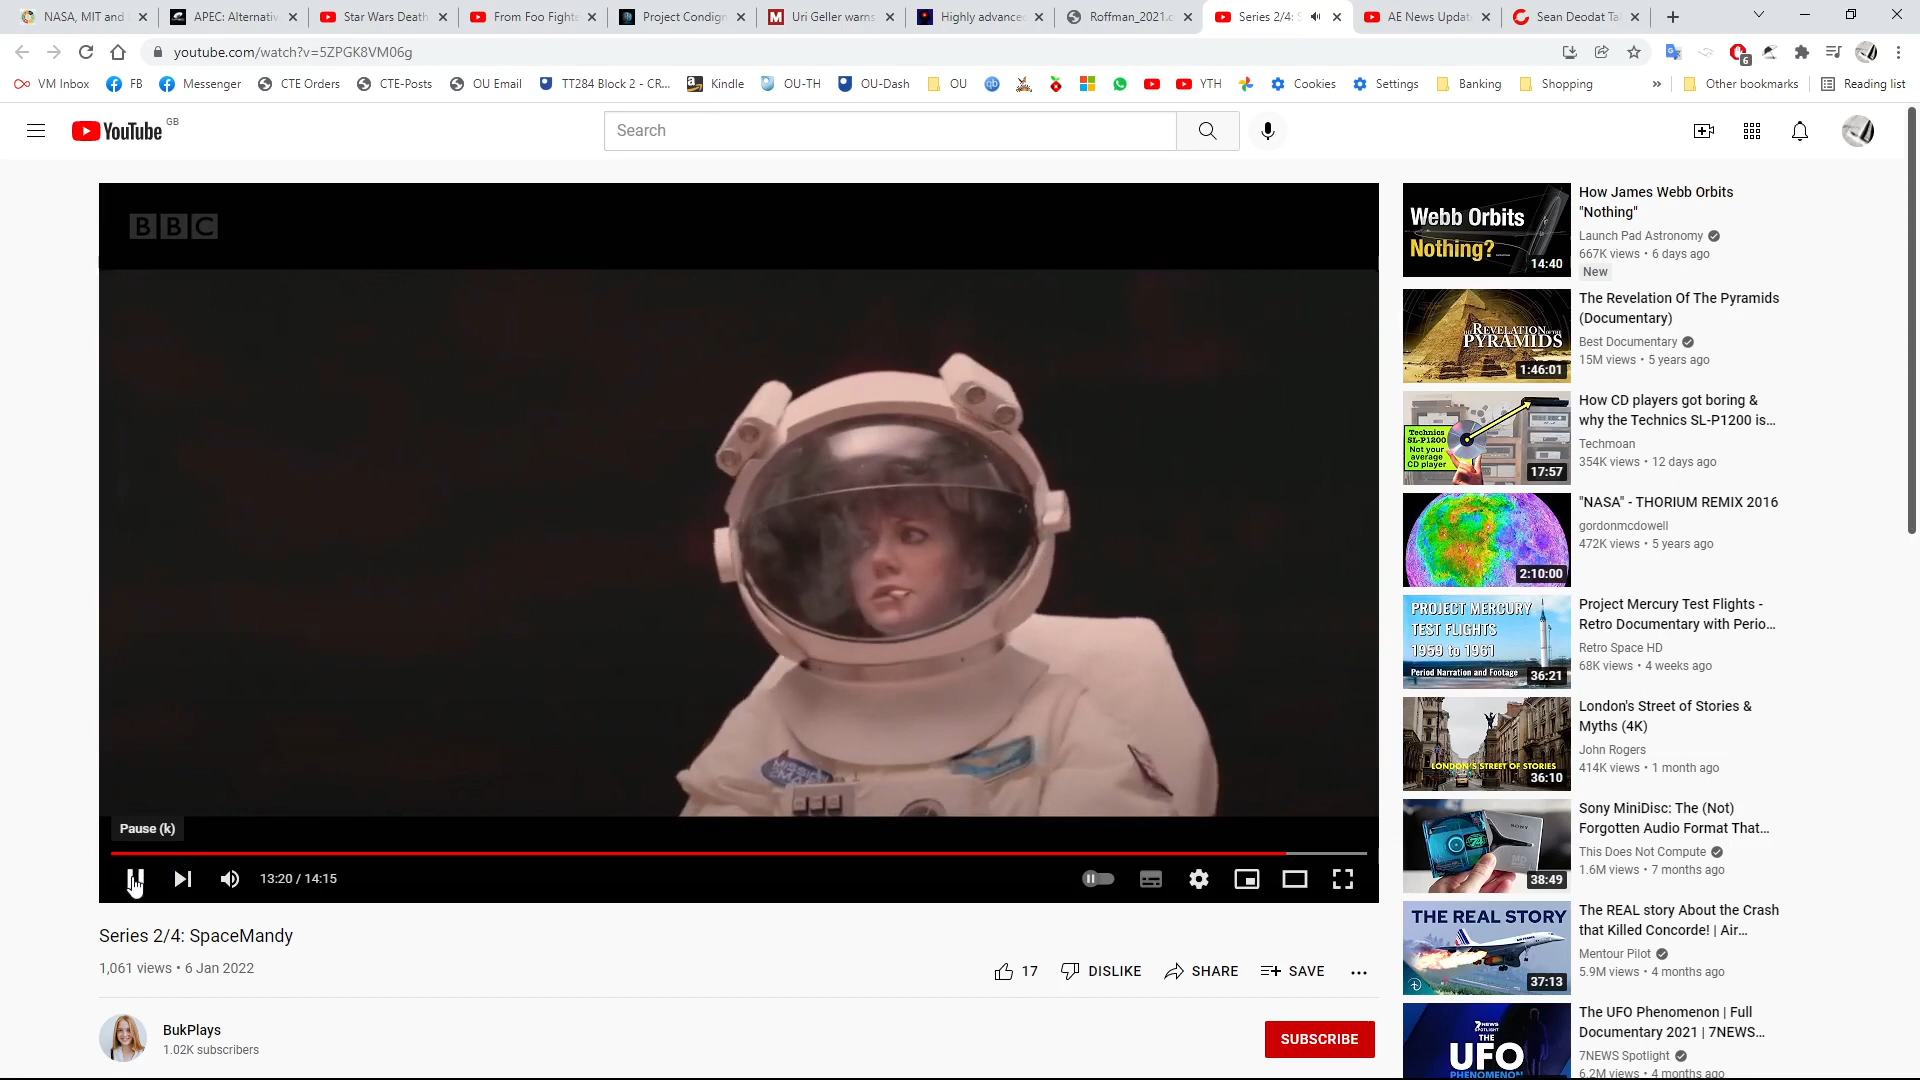 NASA, MIT and
APEC: Alternativ
Star Wars Death
From Foo Fighte
Project Condign
Uri Geller warns
Highly advanced
Roffman_2021.c
Series 2/4: S
AE News Updat
Sean Deodat Ta
youtube.com/watch?v=5ZPGK8VM06g
6
VM Inbox
FB
Messenger
CTE Orders
CTE-Posts
OU Email
TT284 Block 2 - CR...
Kindle
OU-TH
OU-Dash
OU
qb
YTH
Cookies
Settings
Banking
Shopping
»
Other bookmarks
Reading list
YouTube GB
Search
BBC
Pause (k)
13:20 / 14:15
Series 2/4: SpaceMandy
1,061 views • 6 Jan 2022
17
DISLIKE
SHARE
SAVE
BukPlays
1.02K subscribers
SUBSCRIBE
Webb Orbits
Nothing?
14:40
How James Webb Orbits
"Nothing"
Launch Pad Astronomy
667K views • 6 days ago
New
REVELATION OF THE
PYRAMIDS
1:46:01
The Revelation Of The Pyramids
(Documentary)
Best Documentary
15M views • 5 years ago
Technics
SL-P1200
Not your
average
CD player
17:57
How CD players got boring &
why the Technics SL-P1200 is...
Techmoan
354K views • 12 days ago
2:10:00
"NASA" - THORIUM REMIX 2016
gordonmcdowell
472K views • 5 years ago
PROJECT MERCURY
TEST FLIGHTS
1959 to 1961
Period Narration and Footage
36:21
Project Mercury Test Flights -
Retro Documentary with Perio...
Retro Space HD
68K views • 4 weeks ago
LONDON'S STREET OF STORIES
36:10
London's Street of Stories &
Myths (4K)
John Rogers
414K views • 1 month ago
SONY
38:49
Sony MiniDisc: The (Not)
Forgotten Audio Format That...
This Does Not Compute
1.6M views • 7 months ago
THE REAL STORY
37:13
The REAL story About the Crash
that Killed Concorde! | Air...
Mentour Pilot
5.9M views • 4 months ago
7NEWS
SPOTLIGHT
THE
UFO
PHENOMENON
The UFO Phenomenon | Full
Documentary 2021 | 7NEWS...
7NEWS Spotlight
6.2M views • 4 months ago